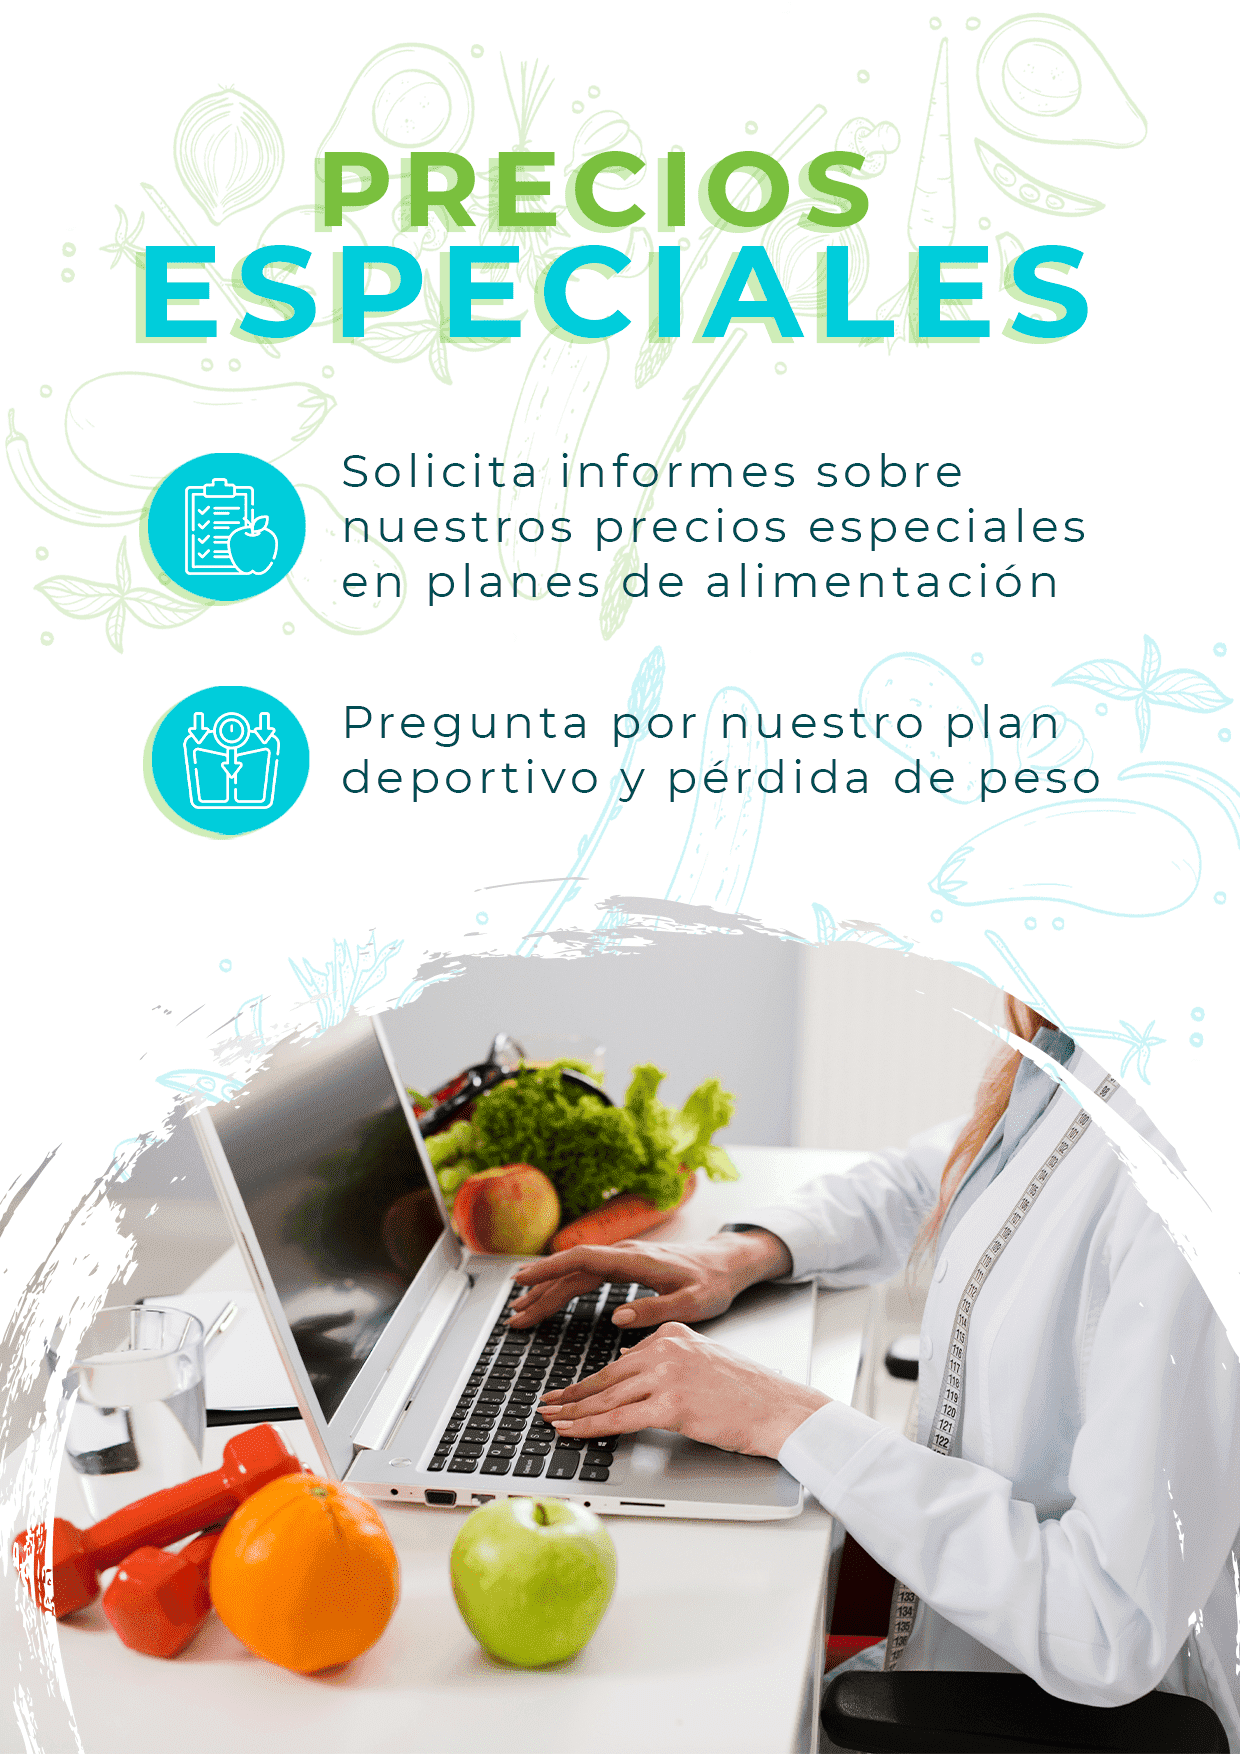 PRECIOS
ESPECIALES
Solicita informes sobre
nuestros precios especiales
en planes de alimentación
Pregunta por nuestro plan
deportivo y pérdida de peso